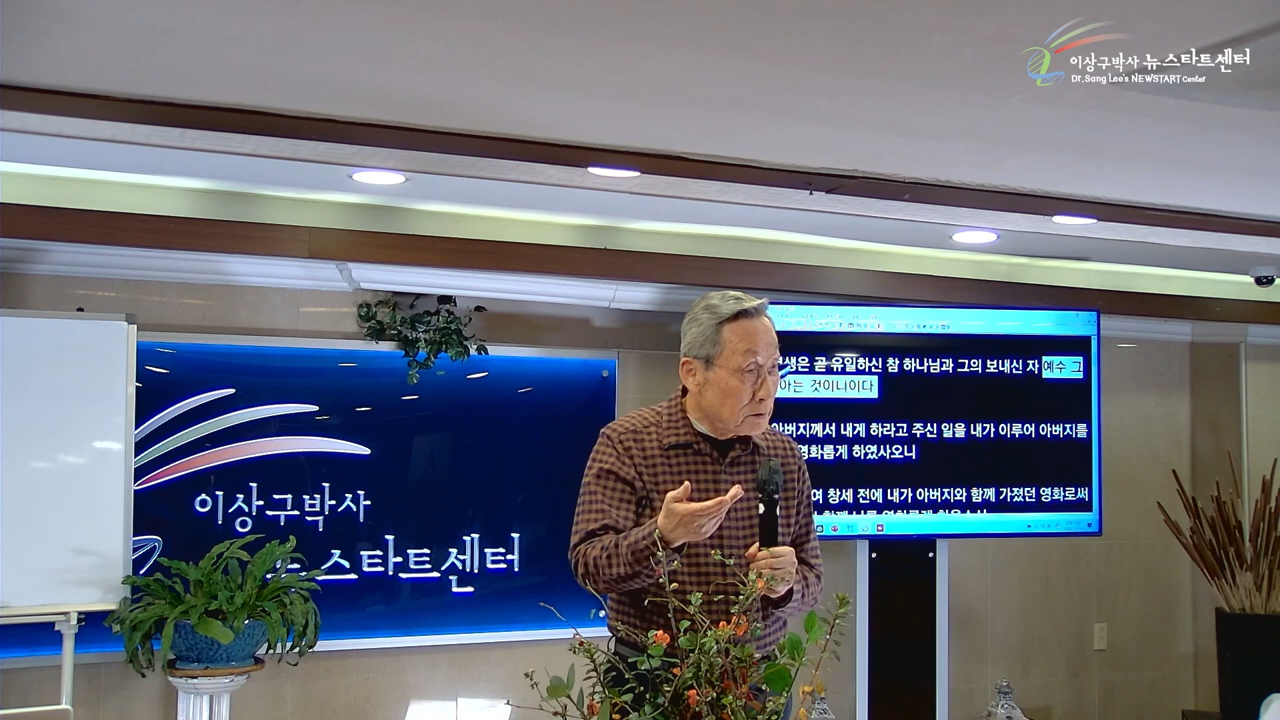 이상구박사 뉴스타트센터
Dr. Sang Lee's NEWSTART Center
생은 곧 유일하신 참 하나님과 그의 보내신 자 예수 그
아는 것이니이다
아버지께서 내게 하라고 주신 일을 내가 이루어 아버지를
영화롭게 하였사오니
여 창세 전에 내가 아버지와 함께 가졌던 영화로써
이상구박사
뉴스타트센터